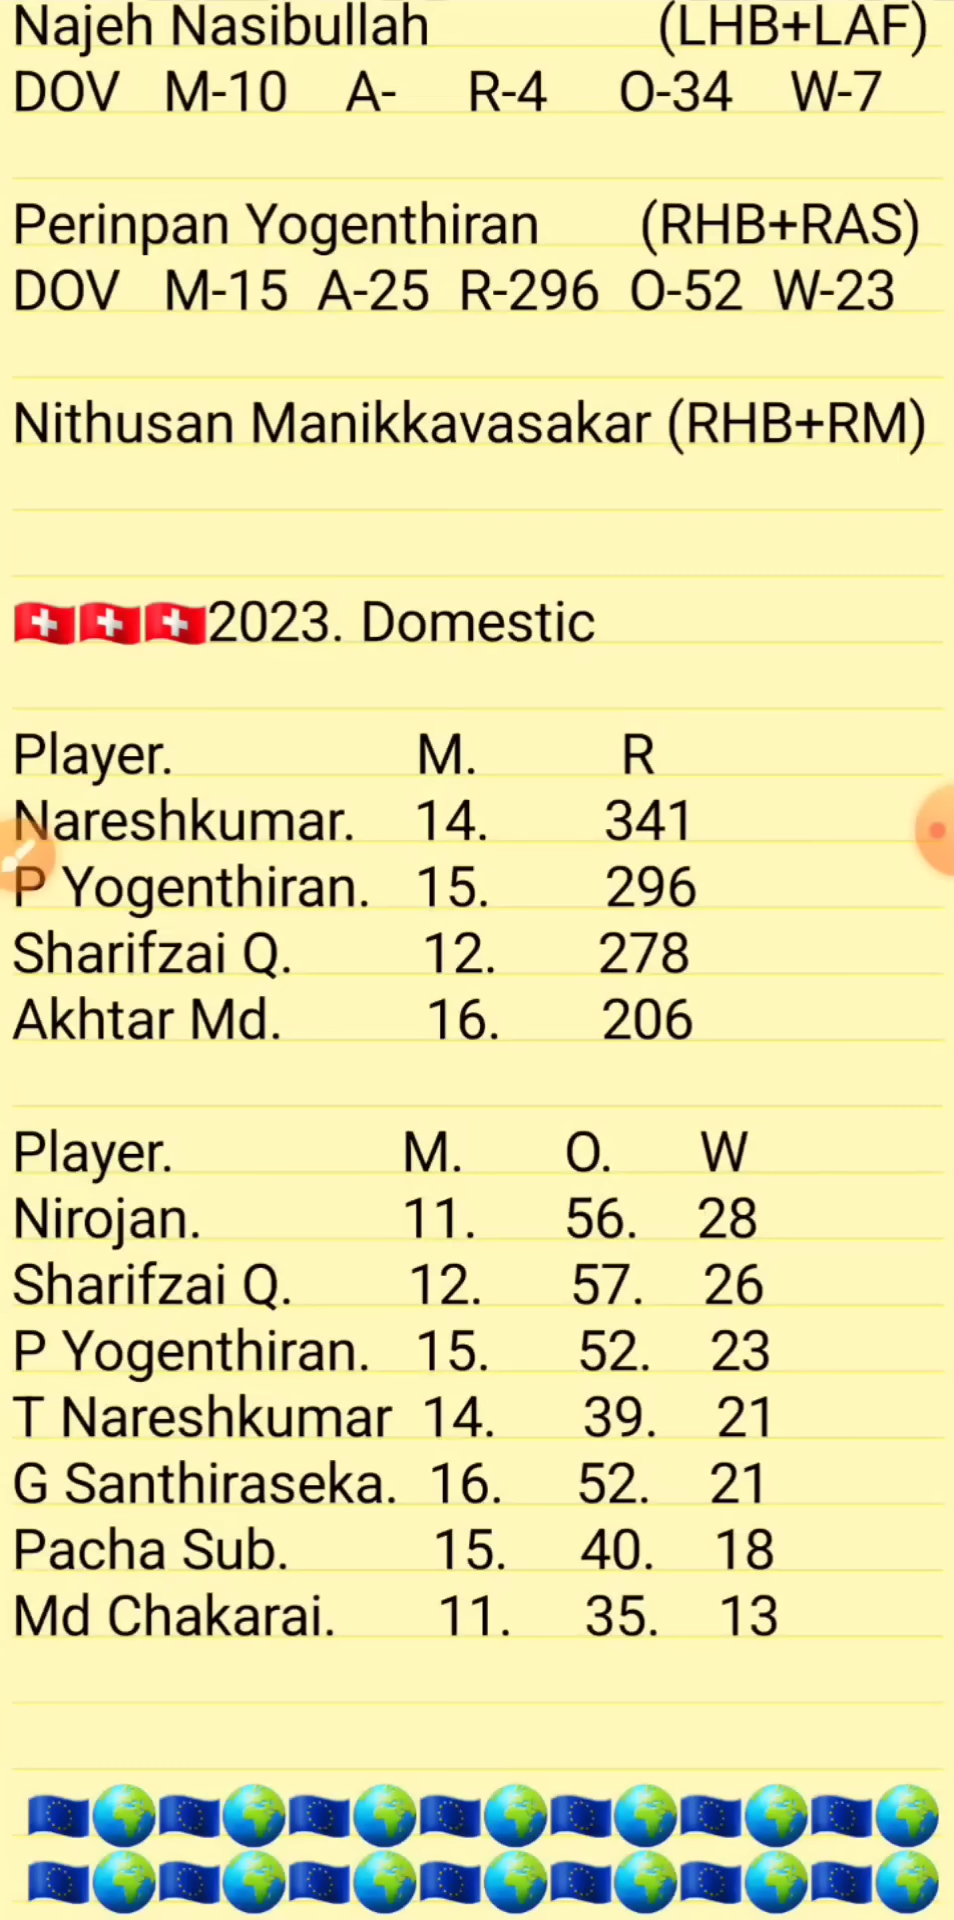 Najeh Nasibullah (LHB+LAF)
DOV M-10 A- R-4 O-34 W-7
Perinpan Yogenthiran (RHB+RAS)
DOV M-15 A-25 R-296 O-52 W-23
Nithusan Manikkavasakar (RHB+RM)
🇨🇭🇨🇭🇨🇭2023. Domestic
Player. M. R
Nareshkumar. 14. 341
P Yogenthiran. 15. 296
Sharifzai Q. 12. 278
Akhtar Md. 16. 206
Player. M. O. W
Nirojan. 11. 56. 28
Sharifzai Q. 12. 57. 26
P Yogenthiran. 15. 52. 23
T Nareshkumar 14. 39. 21
G Santhiraseka. 16. 52. 21
Pacha Sub. 15. 40. 18
Md Chakarai. 11. 35. 13